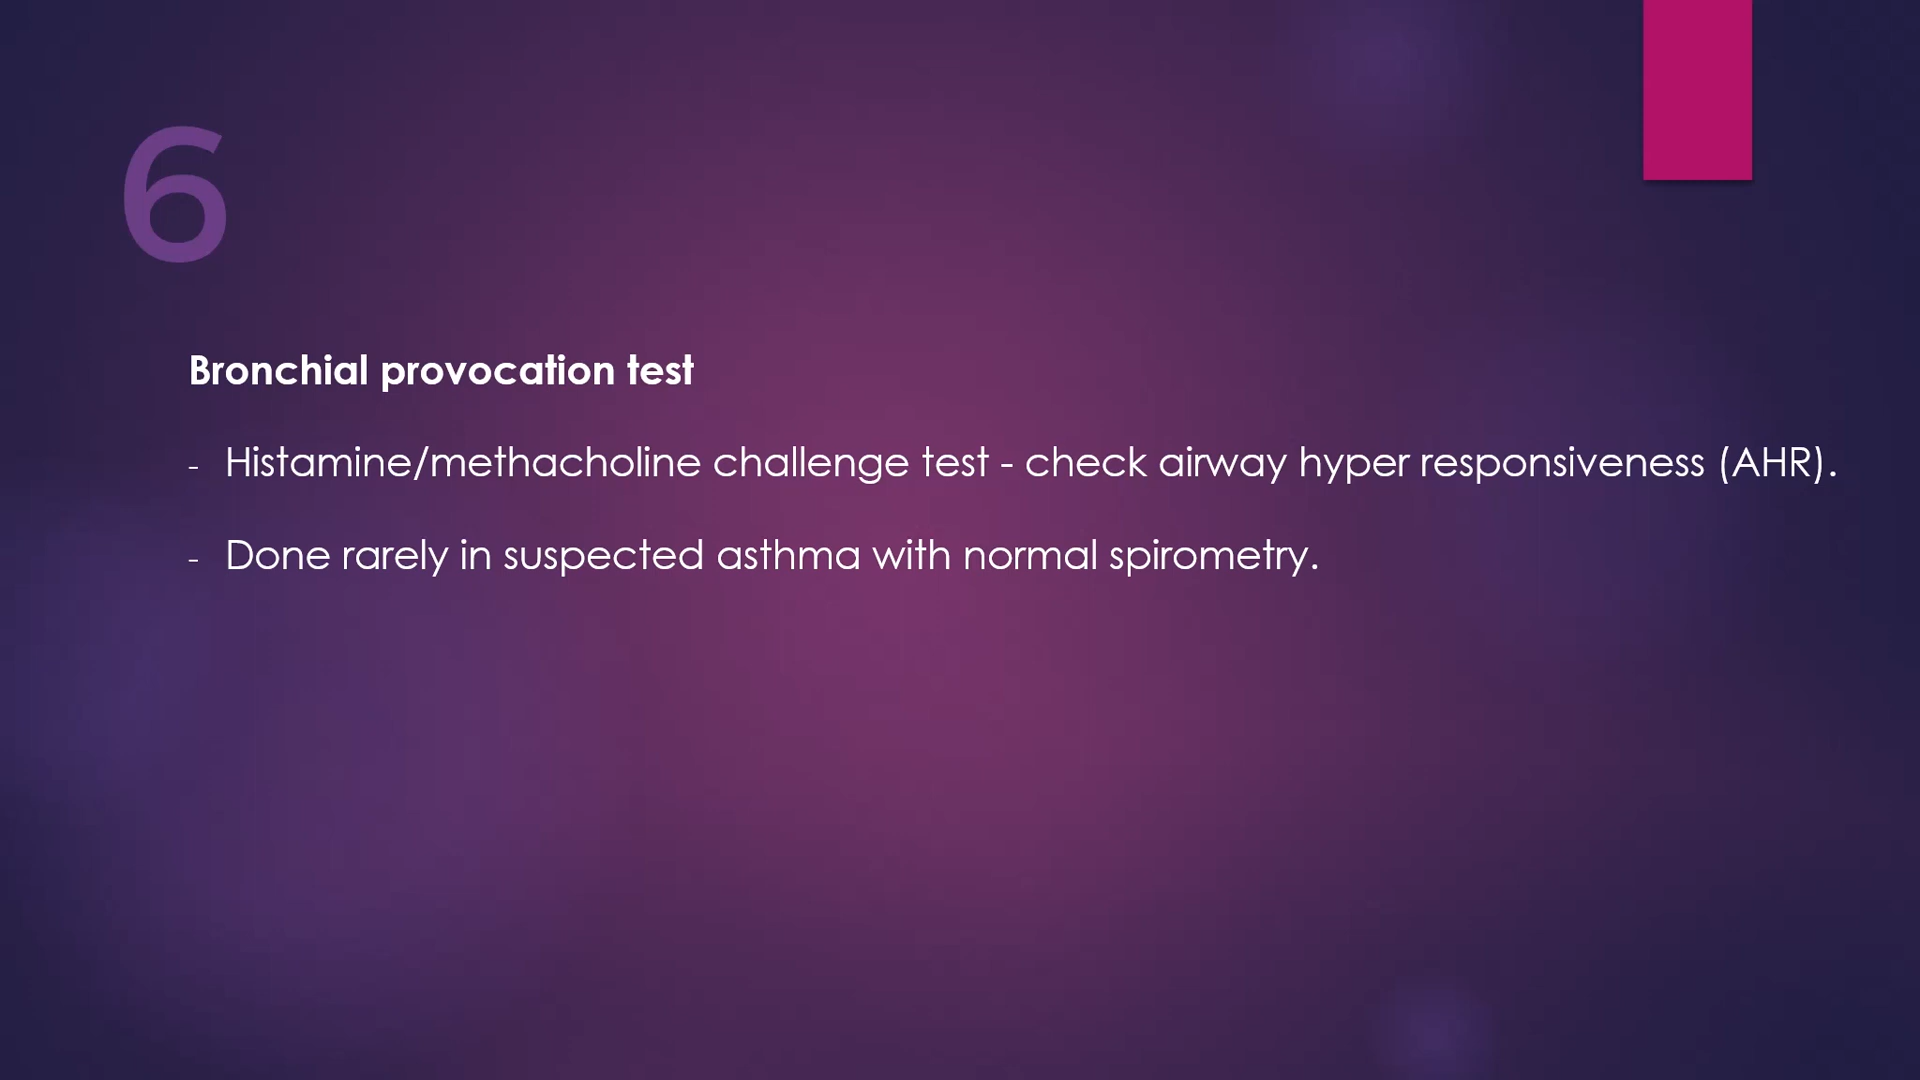 6
Bronchial provocation test
- Histamine/methacholine challenge test - check airway hyper responsiveness (AHR).
- Done rarely in suspected asthma with normal spirometry.